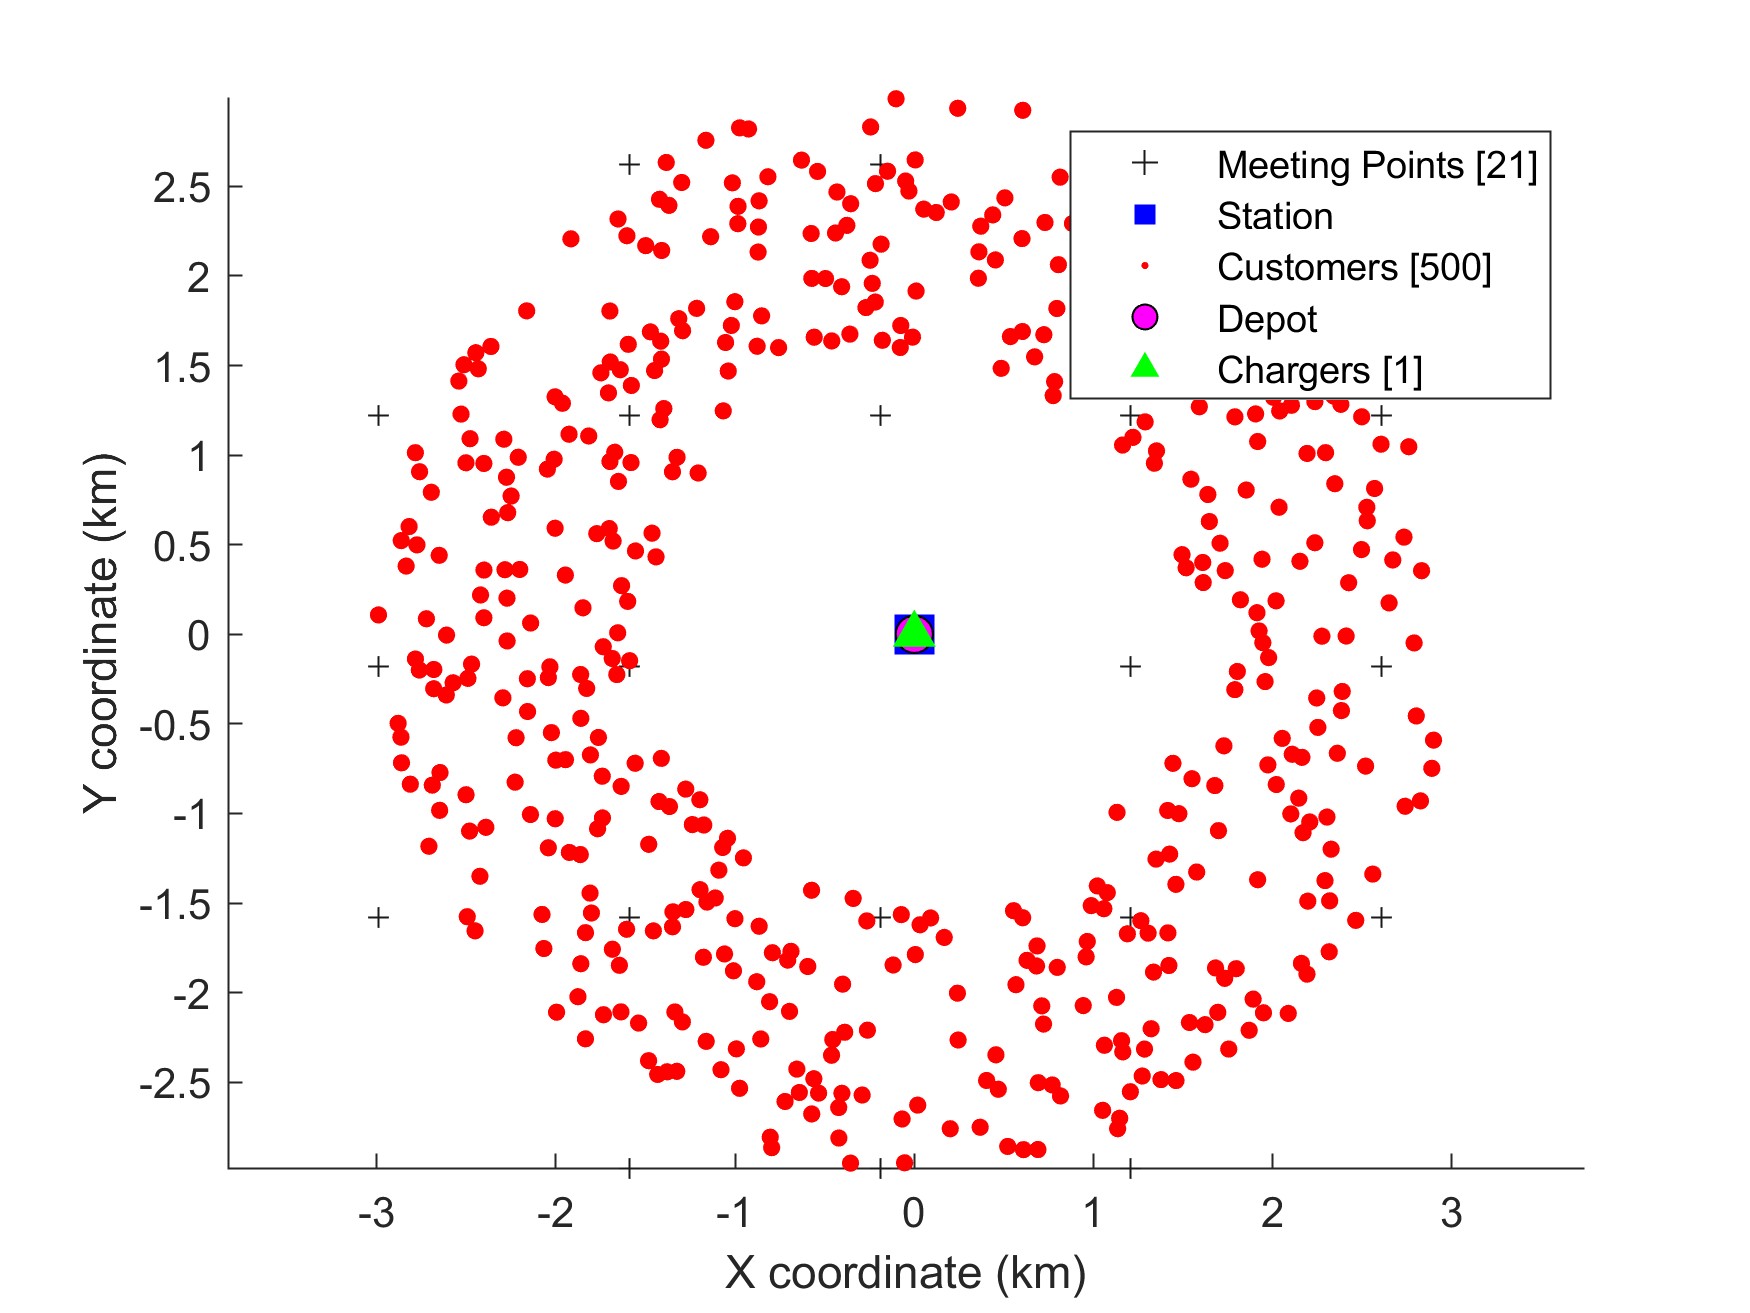 Meeting Points [21]
Station
Customers [500]
Depot
Chargers [1]
2.5
2
1.5
1
0.5
0
-0.5
-1
-1.5
-2
-2.5
Y coordinate (km)
-3 -2 -1 0 1 2 3
X coordinate (km)